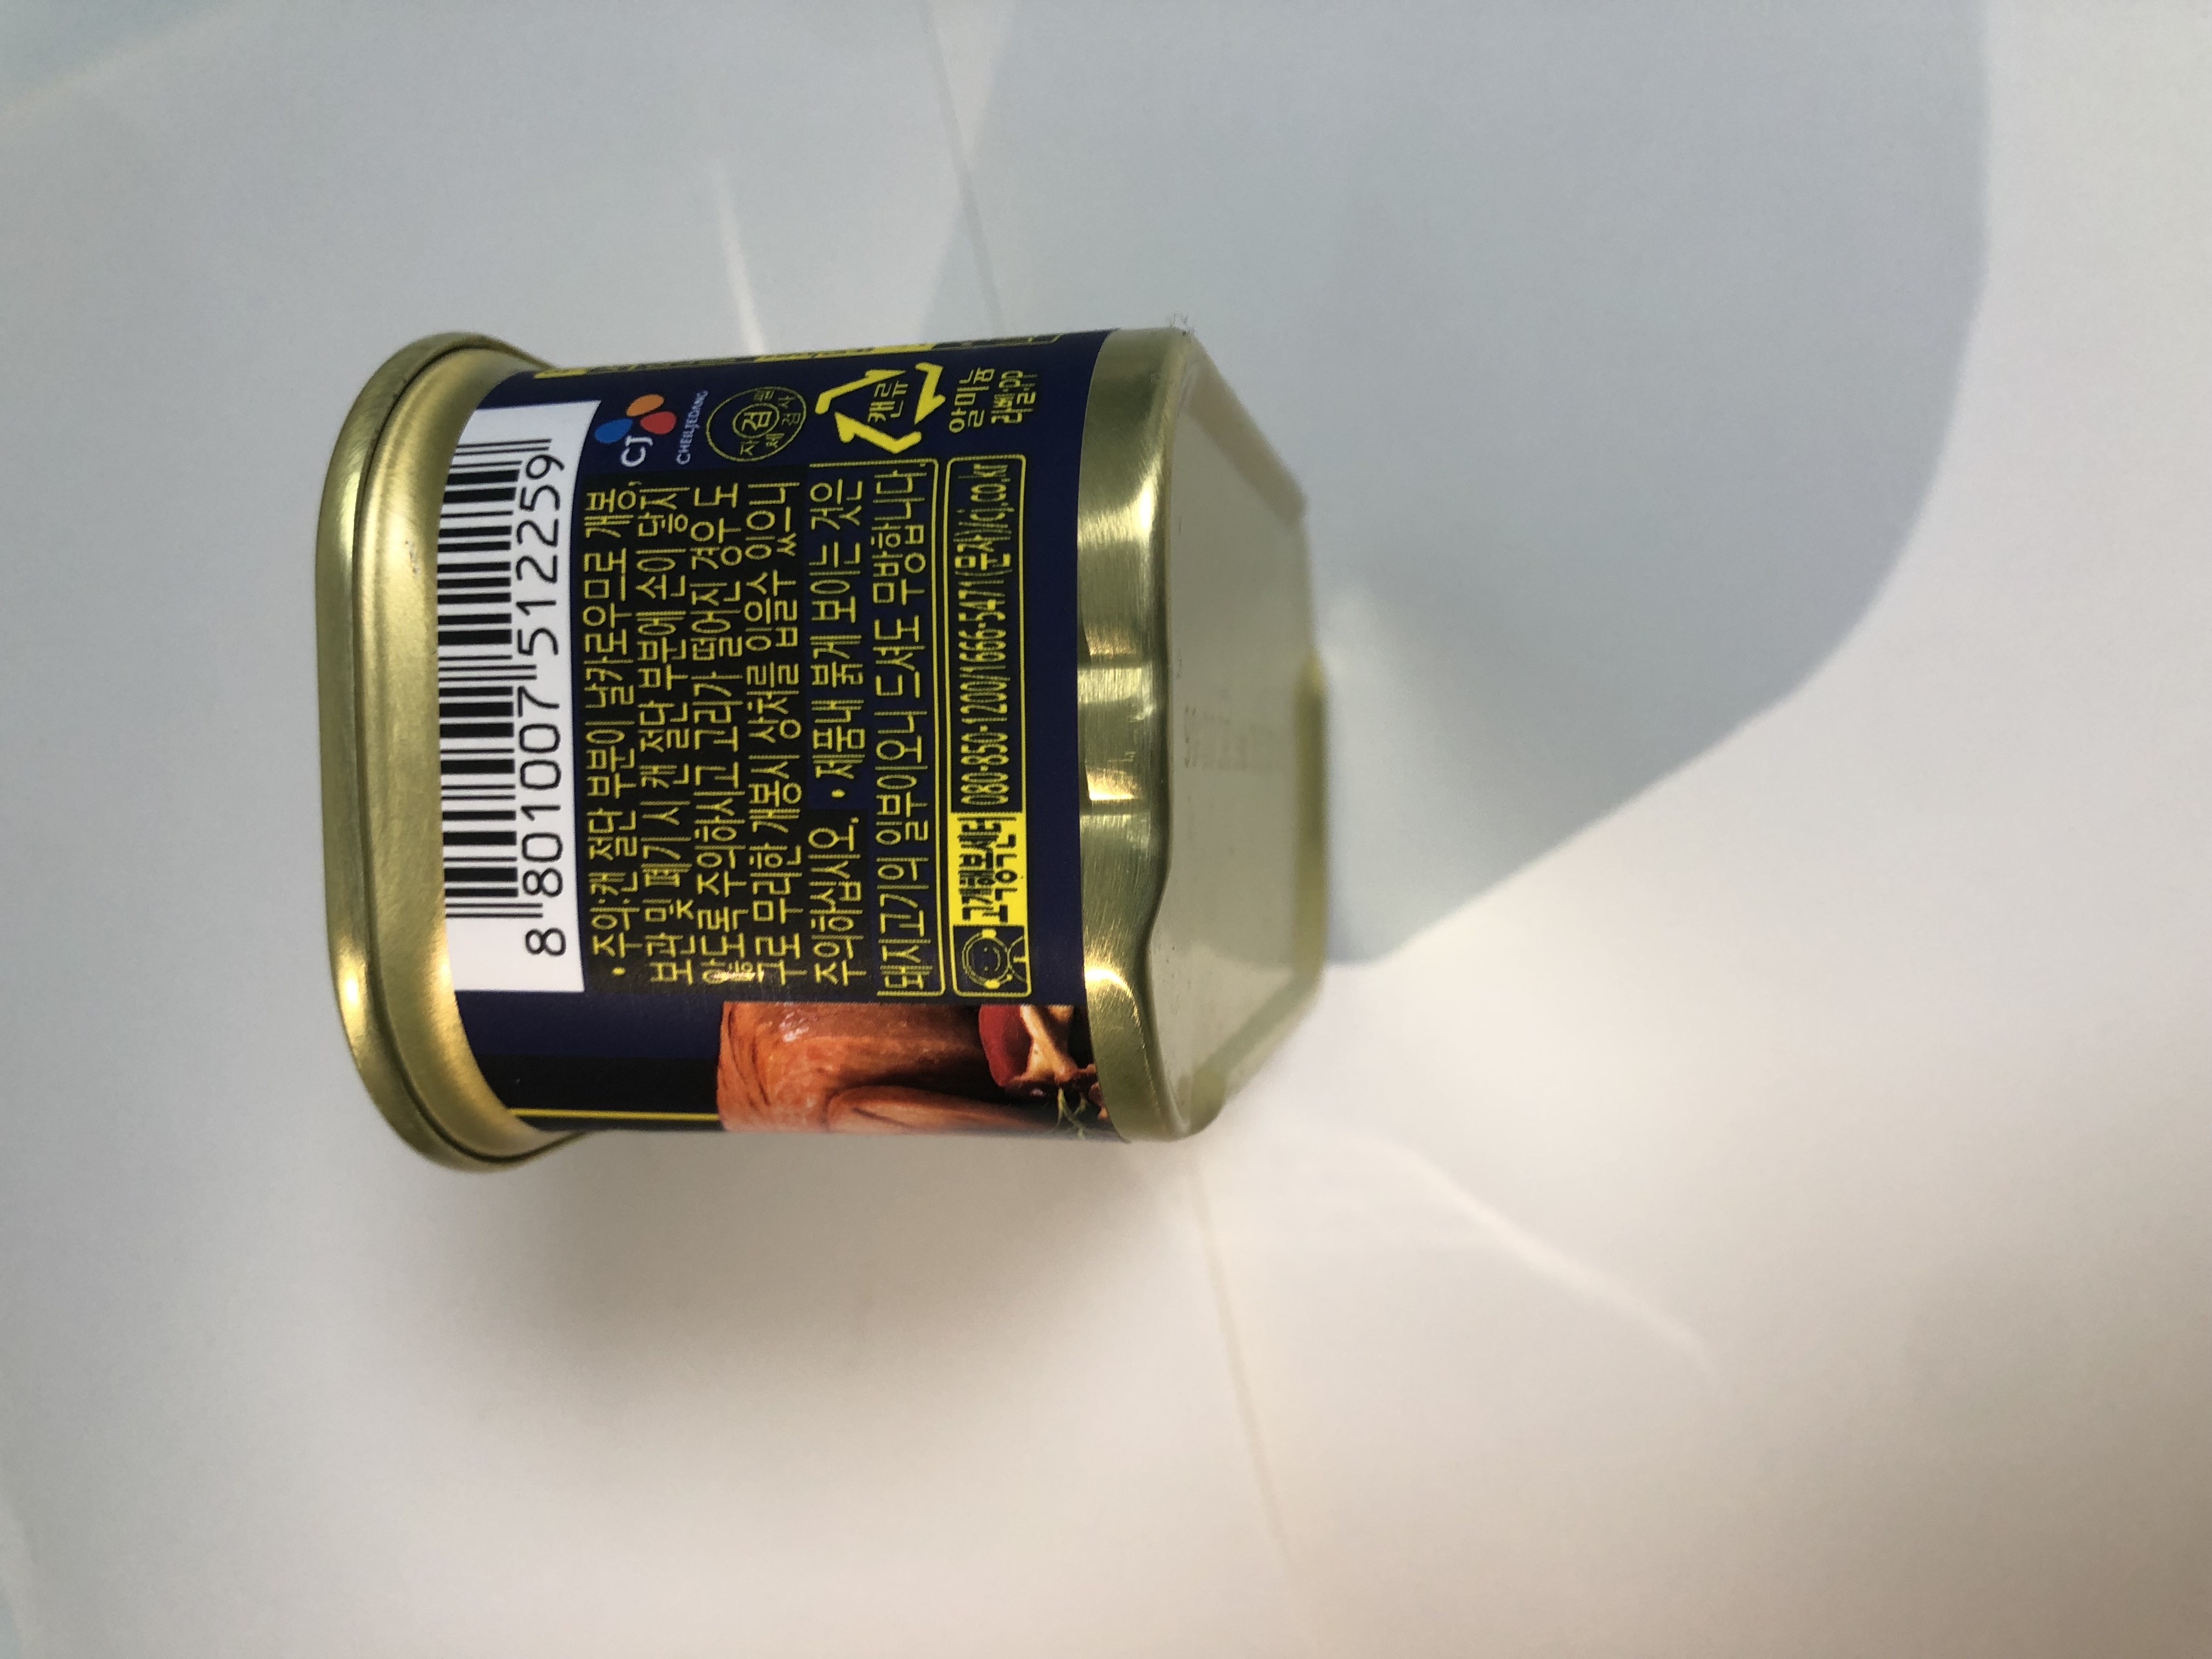 8 801007 512259
• 주의:캔 절단 부분이 날카로우므로 개봉,
보관 및 폐기 시 캔 절단 부분에 손이 닿지
않도록 주의하시고 고리가 떨어진 경우 도
구로 무리한 개봉시 상처를 입을수 있으니
주의하십시오. • 제품내 붉게 보이는 것은
돼지고기의 일부이오니 드셔도 무방합니다.
고객행복센터 080-850-1200/1666-5471(문자)/cj.co.kr
CJ
CHEILJEDANG
자체검사필
검
캔류
알미늄
라벨:PP